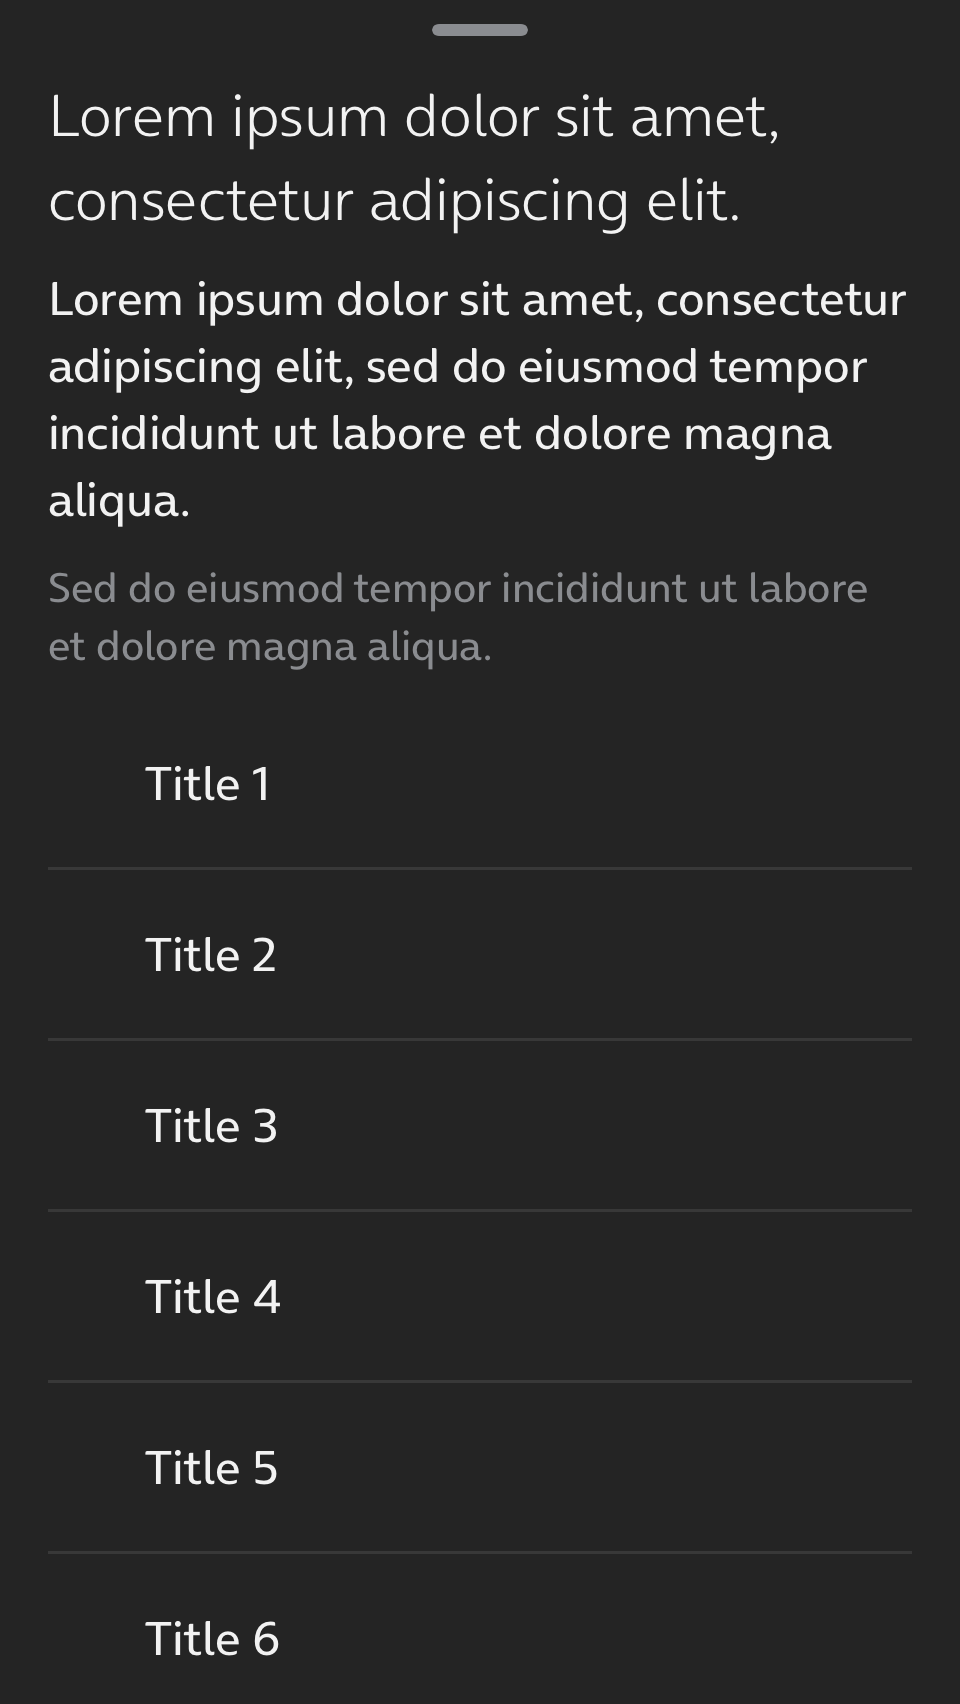 Lorem ipsum dolor sit amet,
consectetur adipiscing elit.
Lorem ipsum dolor sit amet, consectetur
adipiscing elit, sed do eiusmod tempor
incididunt ut labore et dolore magna
aliqua.
Sed do eiusmod tempor incididunt ut labore
et dolore magna aliqua.
Title 1
Title 2
Title 3
Title 4
Title 5
Title 6